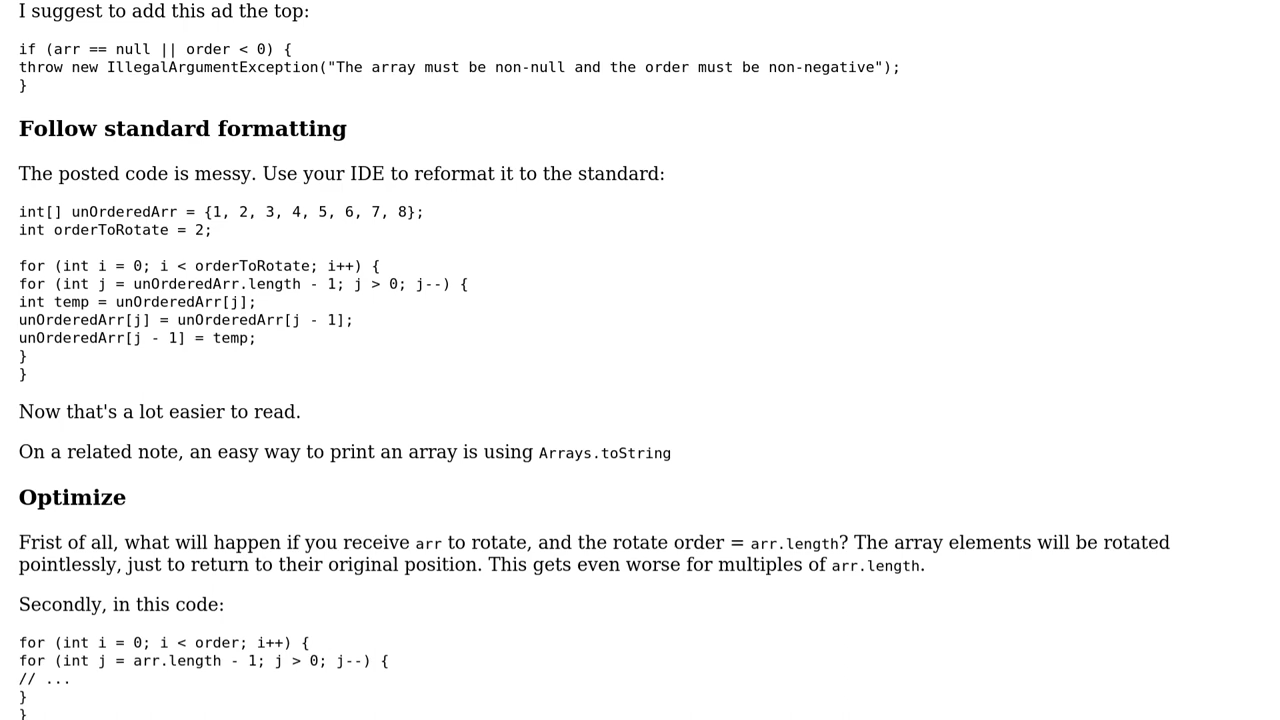 I suggest to add this ad the top:
if (arr == null || order < 0) {
throw new IllegalArgumentException("The array must be non-null and the order must be non-negative");
}
Follow standard formatting
The posted code is messy. Use your IDE to reformat it to the standard:
int[] unOrderedArr = {1, 2, 3, 4, 5, 6, 7, 8};
int orderToRotate = 2;
for (int i = 0; i < orderToRotate; i++) {
for (int j = unOrderedArr.length - 1; j > 0; j--) {
int temp = unOrderedArr[j];
unOrderedArr[j] = unOrderedArr[j - 1];
unOrderedArr[j - 1] = temp;
}
}
Now that's a lot easier to read.
On a related note, an easy way to print an array is using Arrays.toString
Optimize
Frist of all, what will happen if you receive arr to rotate, and the rotate order = arr.length? The array elements will be rotated
pointlessly, just to return to their original position. This gets even worse for multiples of arr.length.
Secondly, in this code:
for (int i = 0; i < order; i++) {
for (int j = arr.length - 1; j > 0; j--) {
// ...
}
}